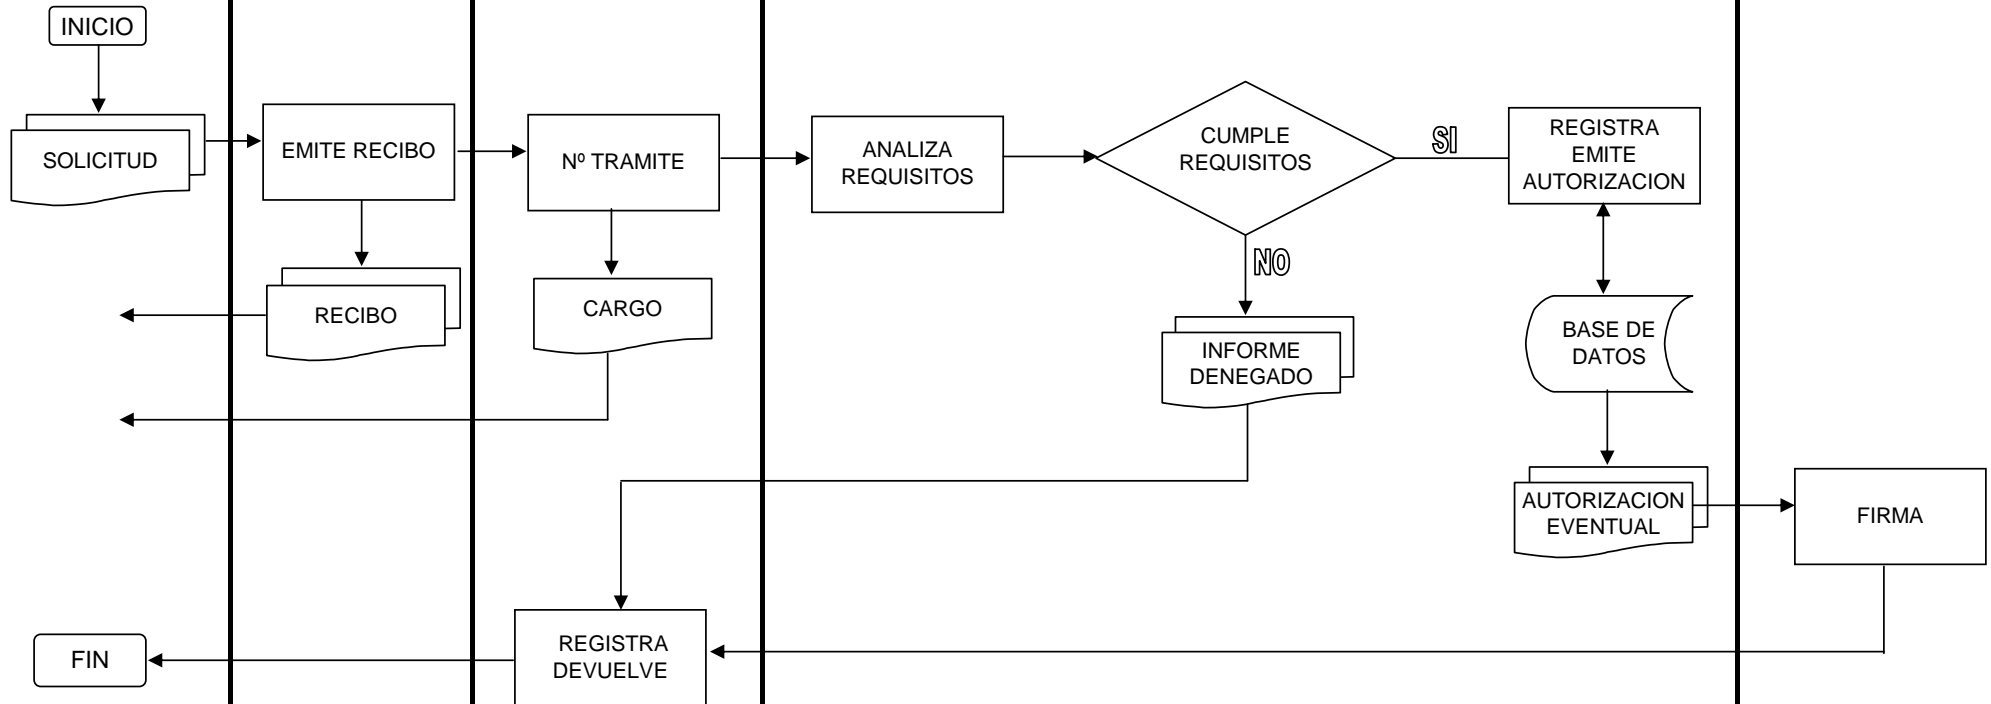 INICIO
SOLICITUD
EMITE RECIBO
RECIBO
Nº TRAMITE
CARGO
ANALIZA
REQUISITOS
CUMPLE
REQUISITOS
SI
NO
REGISTRA
EMITE
AUTORIZACION
INFORME
DENEGADO
BASE DE
DATOS
AUTORIZACION
EVENTUAL
FIRMA
REGISTRA
DEVUELVE
FIN